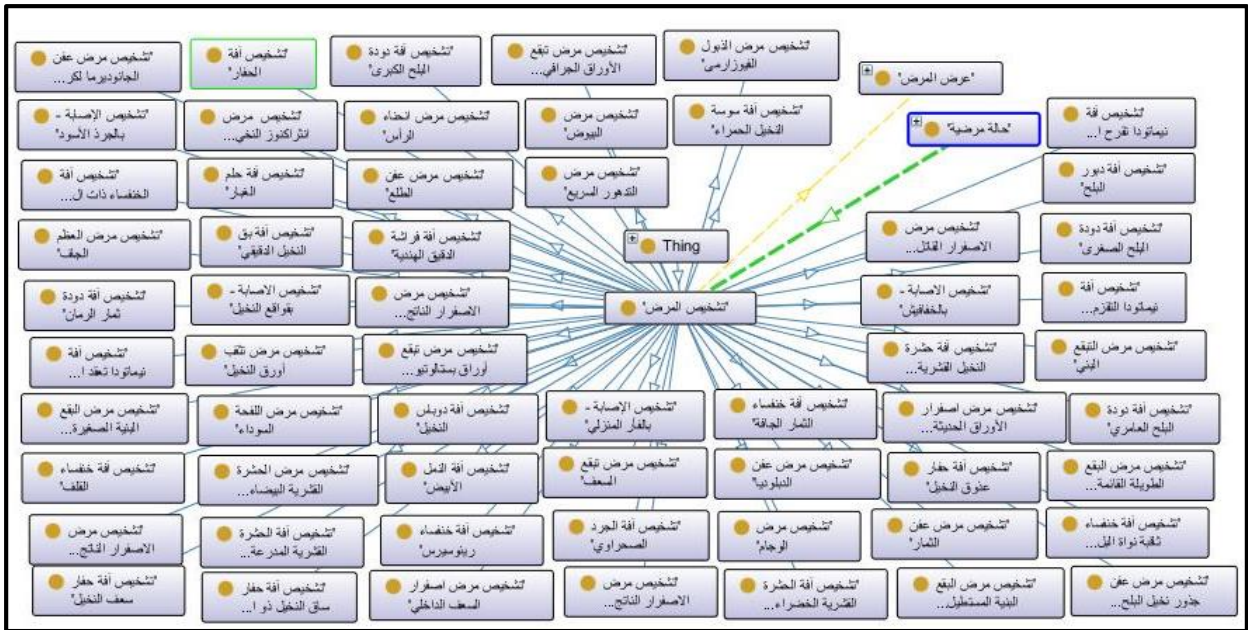 'تشخيص مرض الذبول
الفيوزارمي'
'تشخيص مرض تبقع
الأوراق الجرافي...
'تشخيص آفة دودة
البلح الكبرى'
'تشخيص آفة
الحفار'
'تشخيص مرض عفن
الجانوديرما لكر...
'عرض المرض'
'تشخيص آفة
نيماتودا تقرح ا...
'حالة مرضية'
'تشخيص آفة سوسة
النخيل الحمراء'
'تشخيص مرض
البيوض'
'تشخيص مرض انحناء
الرأس'
'تشخيص مرض
انثراكنوز النخي...
'تشخيص الإصابة -
بالجرذ الأسود'
'تشخيص آفة دبور
البلح'
'تشخيص مرض
التدهور السريع'
'تشخيص مرض عفن
الطلع'
'تشخيص آفة حلم
الغبار'
'تشخيص آفة
الخنفساء ذات ال...
'تشخيص آفة دودة
البلح الصغرى'
'تشخيص مرض
الاصفرار القاتل...
Thing
'تشخيص آفة فراشة
الدقيق الهندية'
'تشخيص آفة بق
النخيل الدقيقي'
'تشخيص مرض العظم
الجاف'
'تشخيص آفة
نيماتودا التقزم...
'تشخيص الاصابة -
بالخفافيش'
'تشخيص المرض'
'تشخيص مرض
الاصفرار الناتج...
'تشخيص الاصابة -
بقواقع النخيل'
'تشخيص آفة دودة
ثمار الرمان'
'تشخيص مرض التبقع
البني'
'تشخيص آفة حشرة
النخيل القشرية...
'تشخيص مرض تبقع
أوراق بستالوتيو...
'تشخيص مرض تثقب
أورق النخيل'
'تشخيص آفة
نيماتودا تعقد ا...
'تشخيص آفة دودة
البلح العامري'
'تشخيص مرض اصفرار
الأوراق الحديثة...
'تشخيص آفة خنفساء
الثمار الجافة'
'تشخيص الإصابة -
بالفار المنزلي'
'تشخيص آفة دوباس
النخيل'
'تشخيص مرض اللفحة
السوداء'
'تشخيص مرض البقع
البنية الصغيرة...
'تشخيص مرض البقع
الطويلة القائمة...
'تشخيص آفة حفار
عذوق النخيل'
'تشخيص مرض عفن
الدبلوديا'
'تشخيص مرض تبقع
السعف'
'تشخيص آفة النمل
الأبيض'
'تشخيص مرض الحشرة
القشرية البيضاء...
'تشخيص آفة خنفساء
القلف'
'تشخيص آفة خنفساء
ثاقبة نواة البل...
'تشخيص مرض عفن
الثمار'
'تشخيص مرض
الوجام'
'تشخيص آفة الجرد
الصحراوي'
'تشخيص آفة خنفساء
رينوسيرس'
'تشخيص آفة الحشرة
القشرية المدرعة...
'تشخيص مرض
الاصفرار الناتج...
'تشخيص مرض عفن
جذور نخيل البلح...
'تشخيص مرض البقع
البنية المستطيل...
'تشخيص آفة الحشرة
القشرية الخضراء...
'تشخيص مرض
الاصفرار الناتج...
'تشخيص مرض اصفرار
السعف الداخلي'
'تشخيص آفة حفار
ساق النخيل ذو ا...
'تشخيص آفة حفار
سعف النخيل'